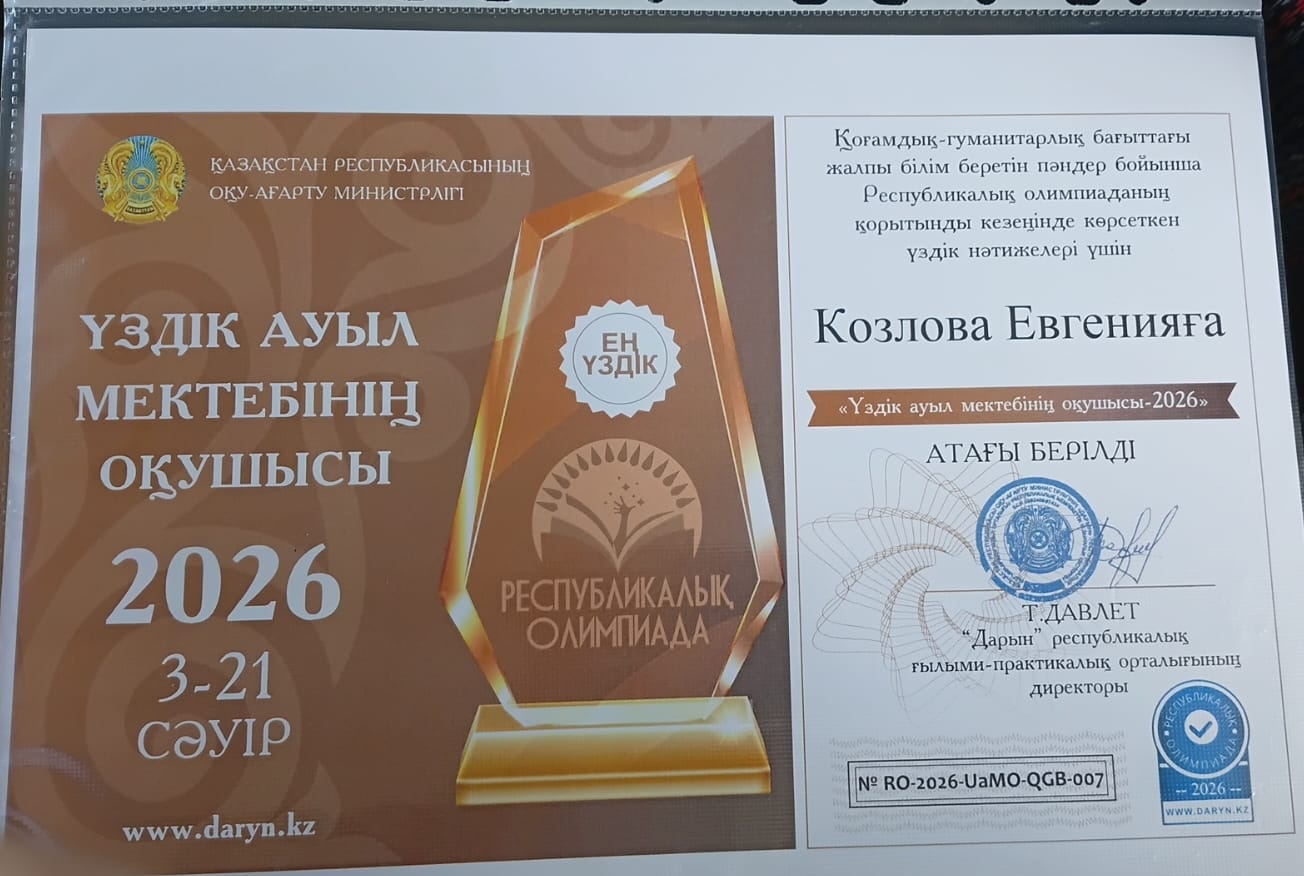 ҚАЗАҚСТАН РЕСПУБЛИКАСЫНЫҢ
ОҚУ-АҒАРТУ МИНИСТРЛІГІ
ҮЗДІК АУЫЛ
МЕКТЕБІНІҢ
ОҚУШЫСЫ
2026
3-21
СӘУІР
www.daryn.kz
ЕҢ
ҮЗДІК
РЕСПУБЛИКАЛЫҚ
ОЛИМПИАДА
Қоғамдық-гуманитарлық бағыттағы
жалпы білім беретін пәндер бойынша
Республикалық олимпиаданың
қорытынды кезеңінде көрсеткен
үздік нәтижелері үшін
Козлова Евгенияға
«Үздік ауыл мектебінің оқушысы-2026»
АТАҒЫ БЕРІЛДІ
Т.ДАВЛЕТ
“Дарын” республикалық
ғылыми-практикалық орталығының
директоры
№ RO-2026-UaMO-QGB-007
РЕСПУБЛИКАЛЫҚ
ОЛИМПИАДА
-- 2026 --
WWW.DARYN.KZ